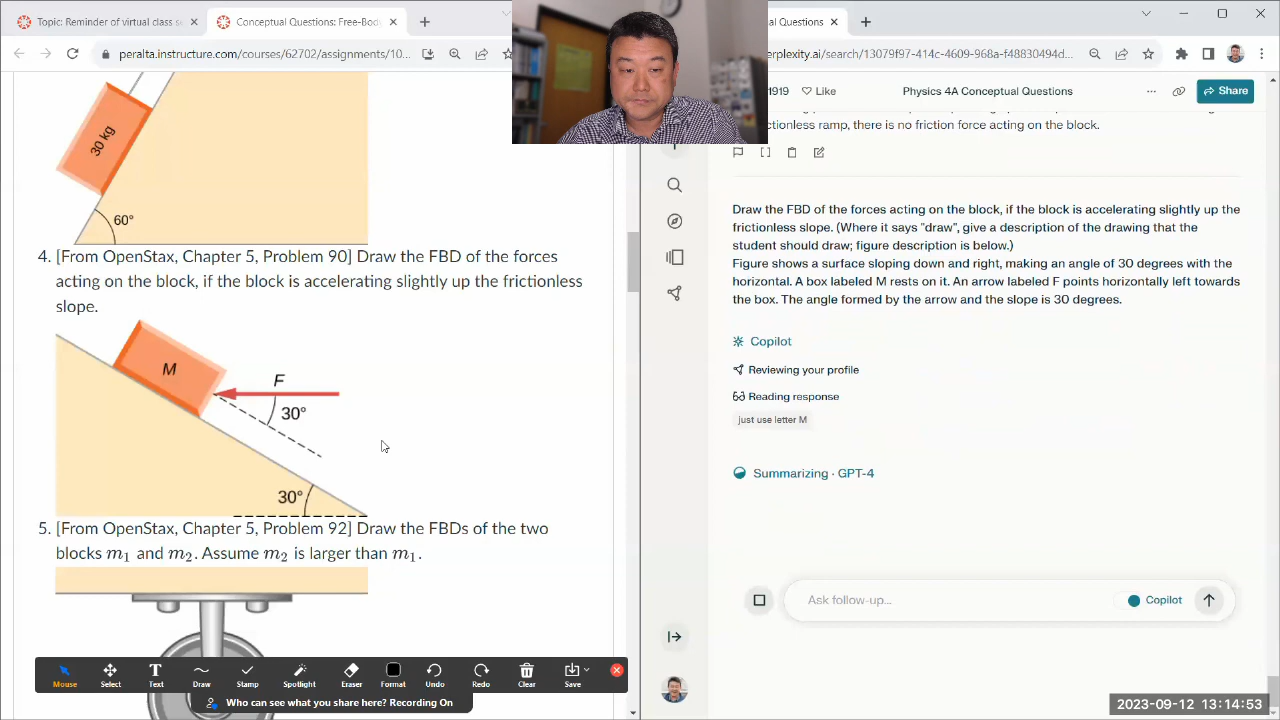 Topic: Reminder of virtual class s
Conceptual Questions: Free-Bod
al Questions
peralta.instructure.com/courses/62702/assignments/10...
perplexity.ai/search/13079f97-414c-4609-968a-f48830494d...
30 kg
60°
4. [From OpenStax, Chapter 5, Problem 90] Draw the FBD of the forces
acting on the block, if the block is accelerating slightly up the frictionless
slope.
M
F
30°
30°
5. [From OpenStax, Chapter 5, Problem 92] Draw the FBDs of the two
blocks m₁ and m₂. Assume m₂ is larger than m₁.
1919
Like
Physics 4A Conceptual Questions
Share
ctionless ramp, there is no friction force acting on the block.
Draw the FBD of the forces acting on the block, if the block is accelerating slightly up the
frictionless slope. (Where it says "draw", give a description of the drawing that the
student should draw; figure description is below.)
Figure shows a surface sloping down and right, making an angle of 30 degrees with the
horizontal. A box labeled M rests on it. An arrow labeled F points horizontally left towards
the box. The angle formed by the arrow and the slope is 30 degrees.
Copilot
Reviewing your profile
Reading response
just use letter M
Summarizing · GPT-4
Ask follow-up...
Copilot
Mouse
Select
Text
Draw
Stamp
Spotlight
Eraser
Format
Undo
Redo
Clear
Save
Who can see what you share here? Recording On
2023-09-12 13:14:53